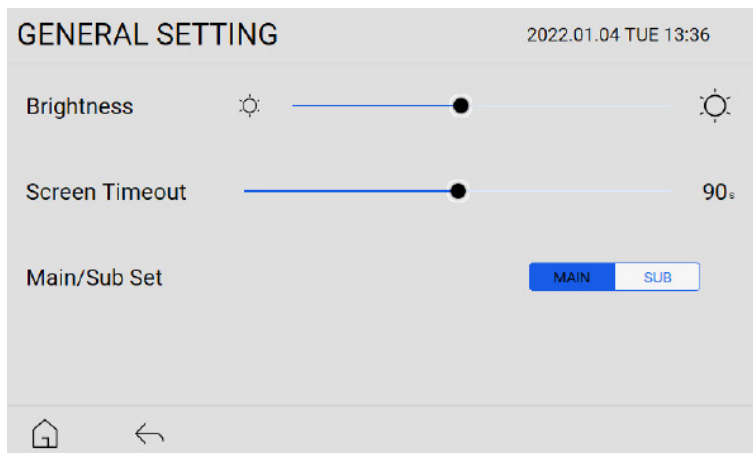 GENERAL SETTING 2022.01.04 TUE 13:36
Brightness
Screen Timeout 90s
Main/Sub Set MAIN SUB